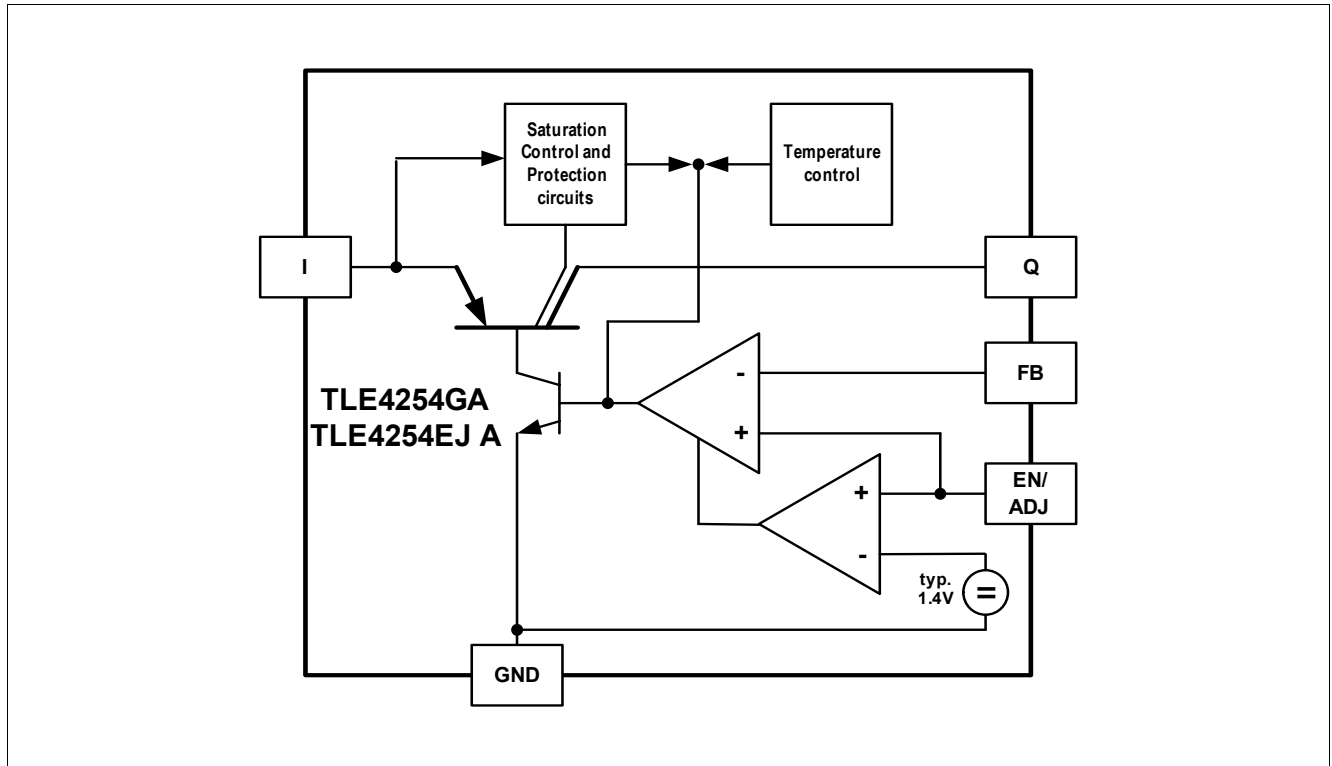 Saturation
Control and
Protection
circuits
Temperature
control
I
Q
FB
EN/
ADJ
TLE4254GA
TLE4254EJ A
-
+
+
-
typ.
1.4V
=
GND